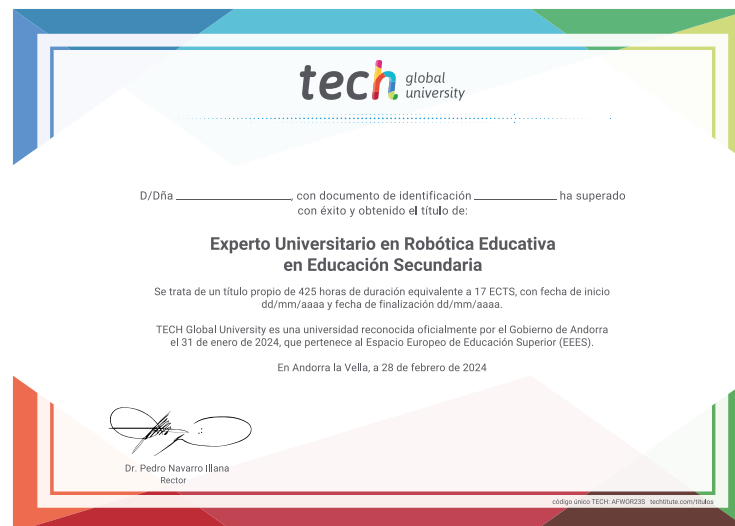 tech global university
D/Dña ____________, con documento de identificación ____________ ha superado
con éxito y obtenido el título de:
Experto Universitario en Robótica Educativa
en Educación Secundaria
Se trata de un título propio de 425 horas de duración equivalente a 17 ECTS, con fecha de inicio
dd/mm/aaaa y fecha de finalización dd/mm/aaaa.
TECH Global University es una universidad reconocida oficialmente por el Gobierno de Andorra
el 31 de enero de 2024, que pertenece al Espacio Europeo de Educación Superior (EEES).
En Andorra la Vella, a 28 de febrero de 2024
Dr. Pedro Navarro Illana
Rector
código único TECH: AFWOR23S techtitute.com/titulos